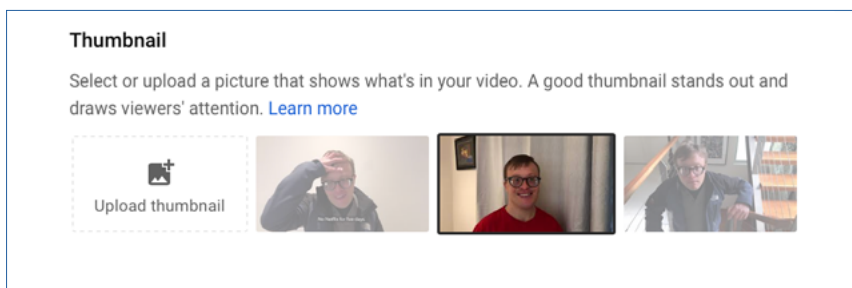 Thumbnail
Select or upload a picture that shows what's in your video. A good thumbnail stands out and
draws viewers' attention. Learn more
Upload thumbnail